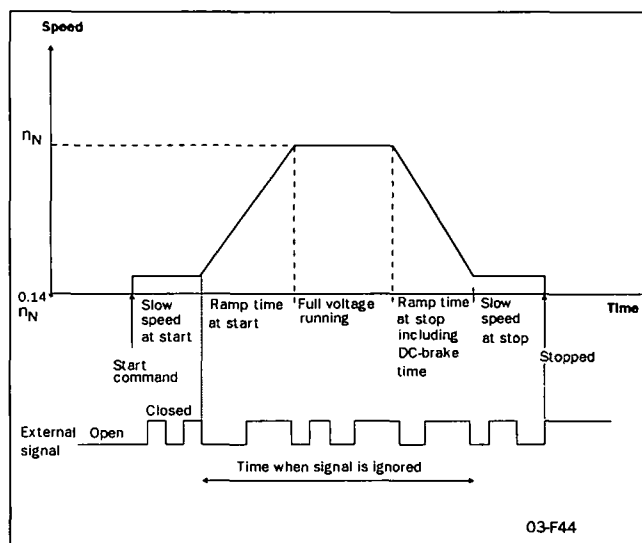 Speed
nN
0.14
nN
Time
Slow
speed
at start
Ramp time
at start
Full voltage
running
Ramp time
at stop
including
DC-brake
time
Slow
speed
at stop
Start
command
Stopped
External
signal
Open
Closed
Time when signal is ignored
03-F44